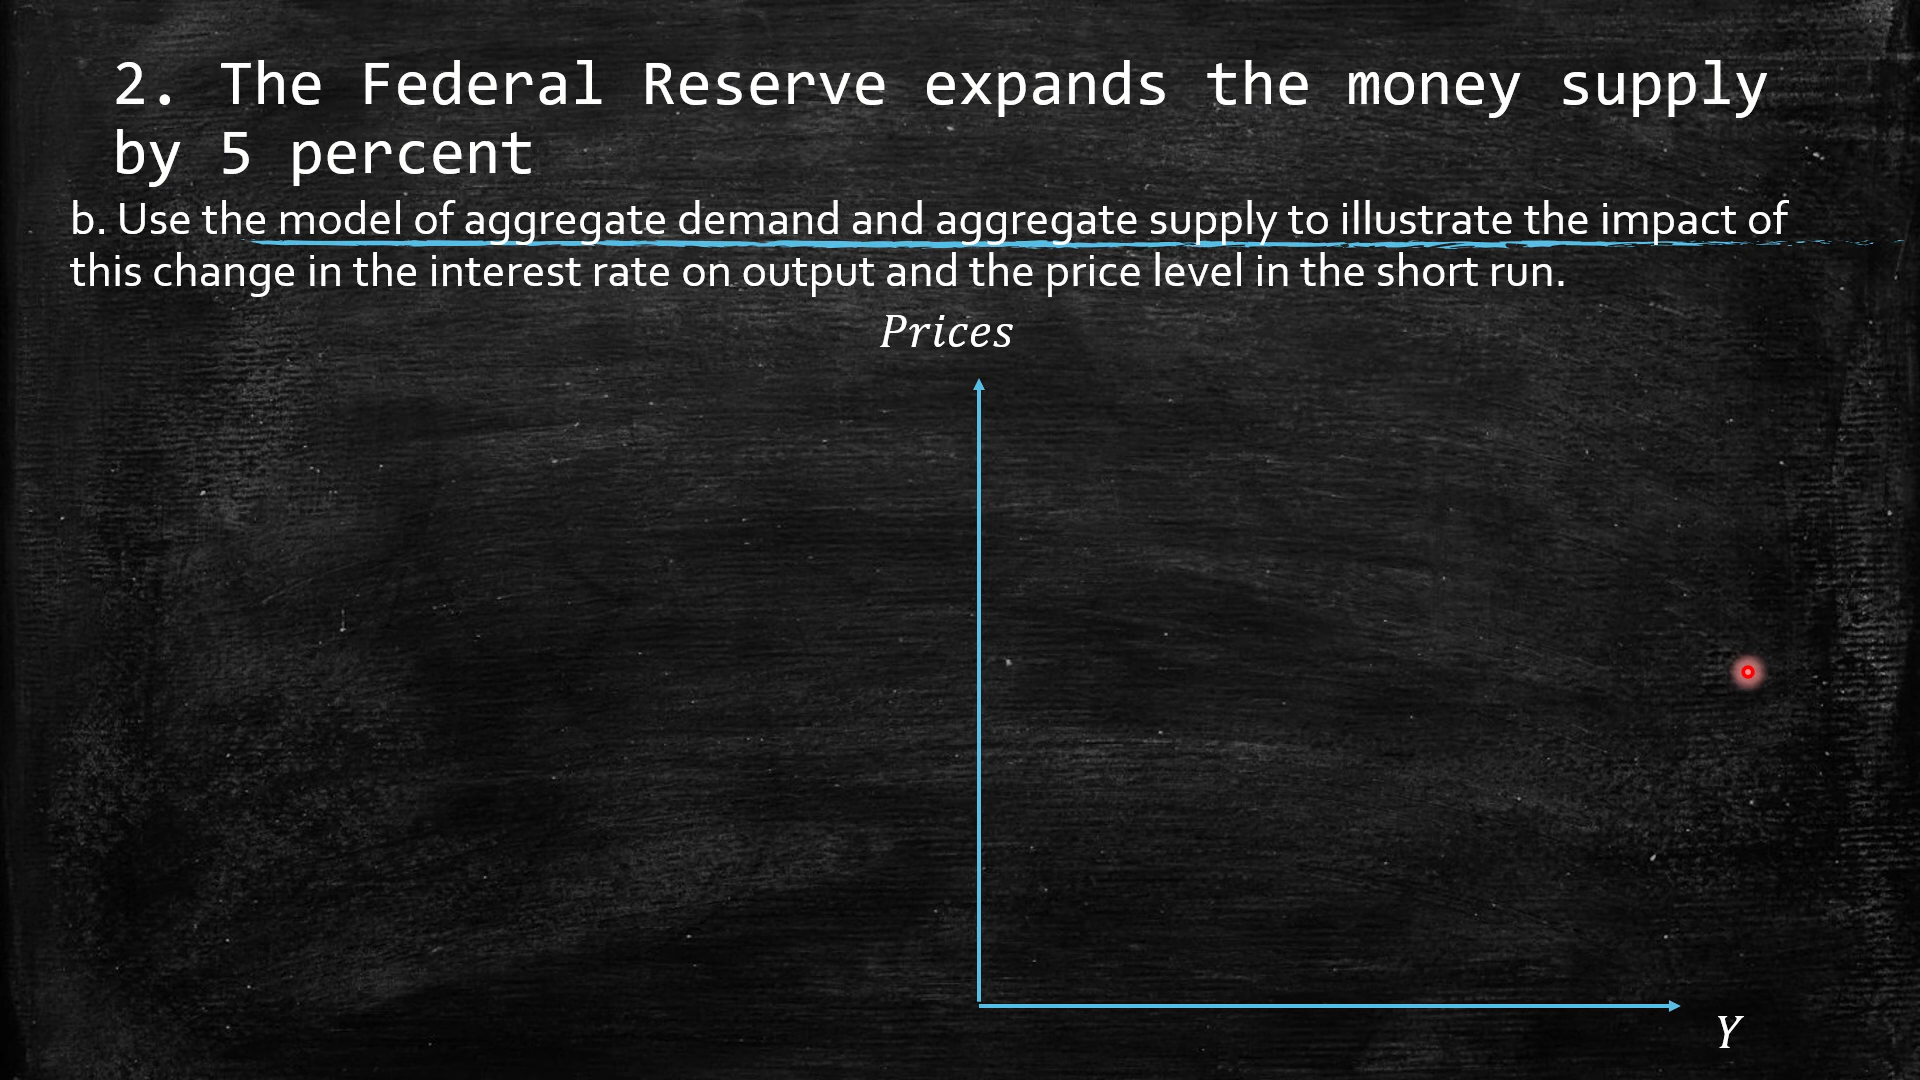 2. The Federal Reserve expands the money supply
by 5 percent
b. Use the model of aggregate demand and aggregate supply to illustrate the impact of
this change in the interest rate on output and the price level in the short run.
Prices
Y